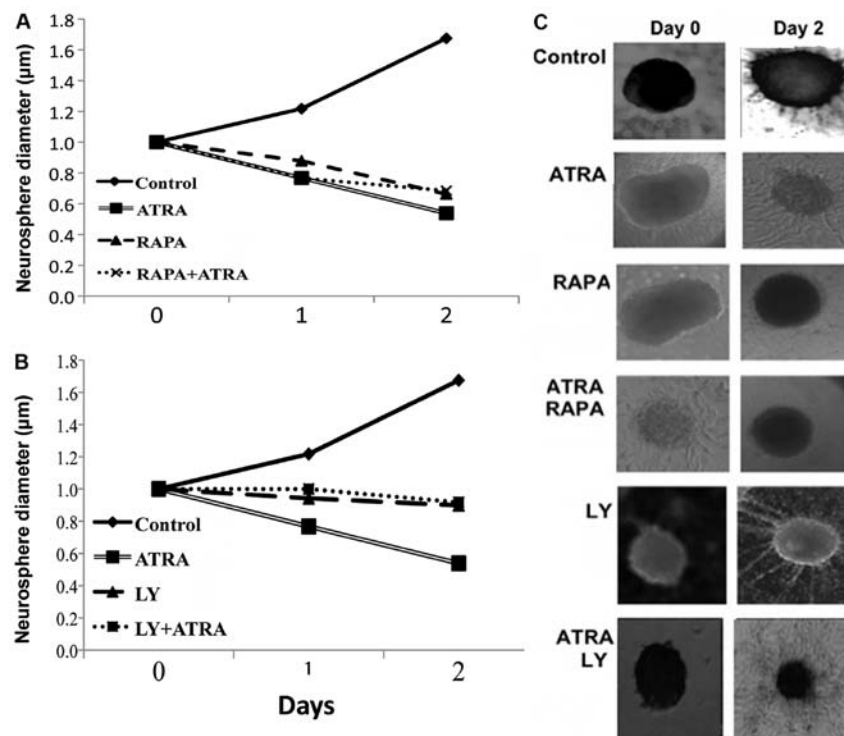 A
Neurosphere diameter (μm)
1.8
1.6
1.4
1.2
1.0
0.8
0.6
0.4
0.2
0.0
Control
ATRA
RAPA
RAPA+ATRA
0 1 2
B
Neurosphere diameter (μm)
1.8
1.6
1.4
1.2
1.0
0.8
0.6
0.4
0.2
0.0
Control
ATRA
LY
LY+ATRA
0 1 2
Days
C
Day 0 Day 2
Control
ATRA
RAPA
ATRA
RAPA
LY
ATRA
LY